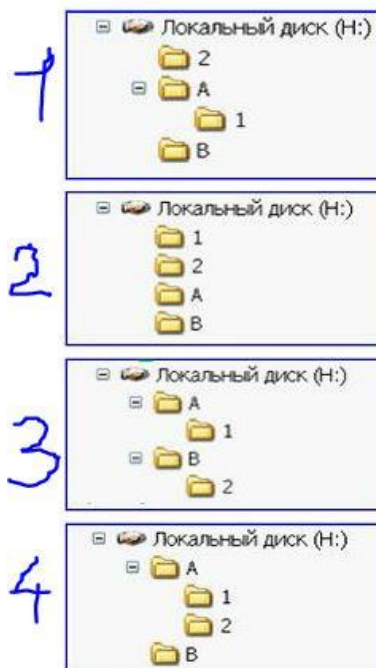 1
Локальный диск (H:)
2
A
1
B
2
Локальный диск (H:)
1
2
A
B
3
Локальный диск (H:)
A
1
B
2
4
Локальный диск (H:)
A
1
2
B